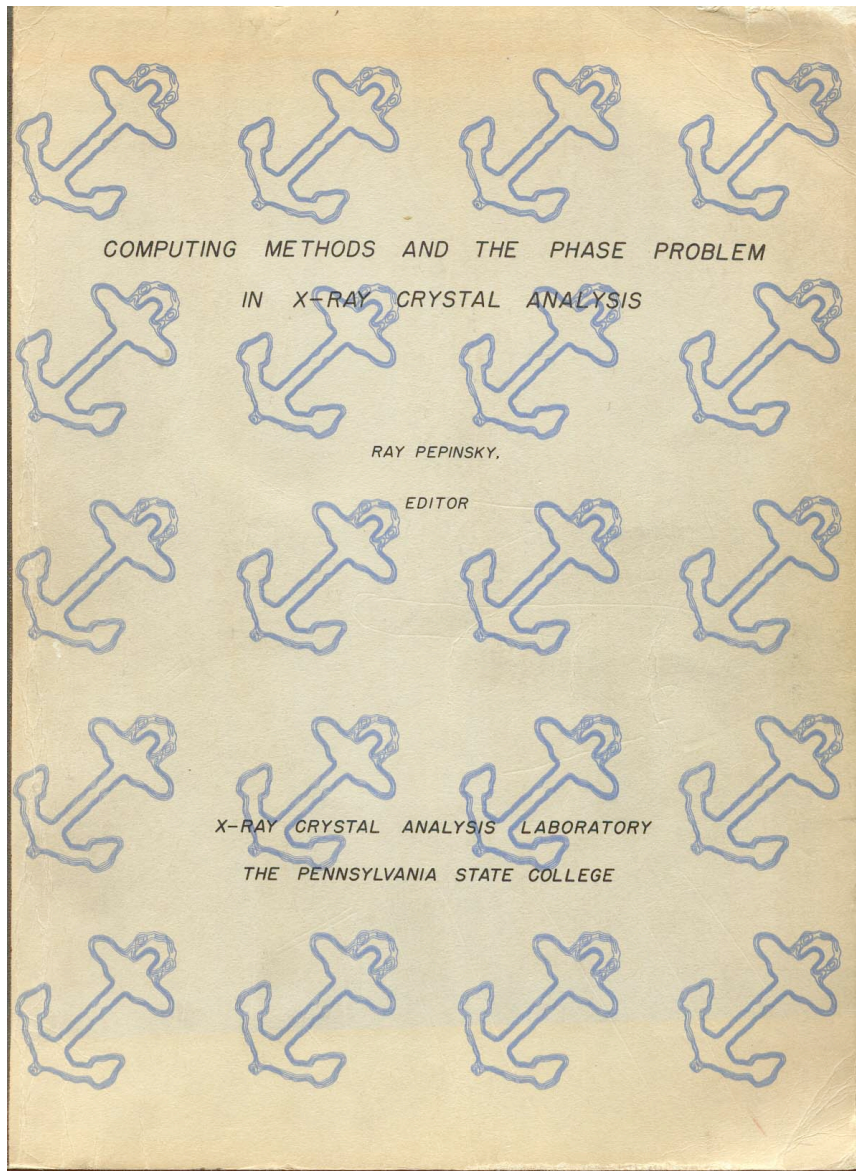 COMPUTING METHODS AND THE PHASE PROBLEM
IN X-RAY CRYSTAL ANALYSIS
RAY PEPINSKY,
EDITOR
X-RAY CRYSTAL ANALYSIS LABORATORY
THE PENNSYLVANIA STATE COLLEGE